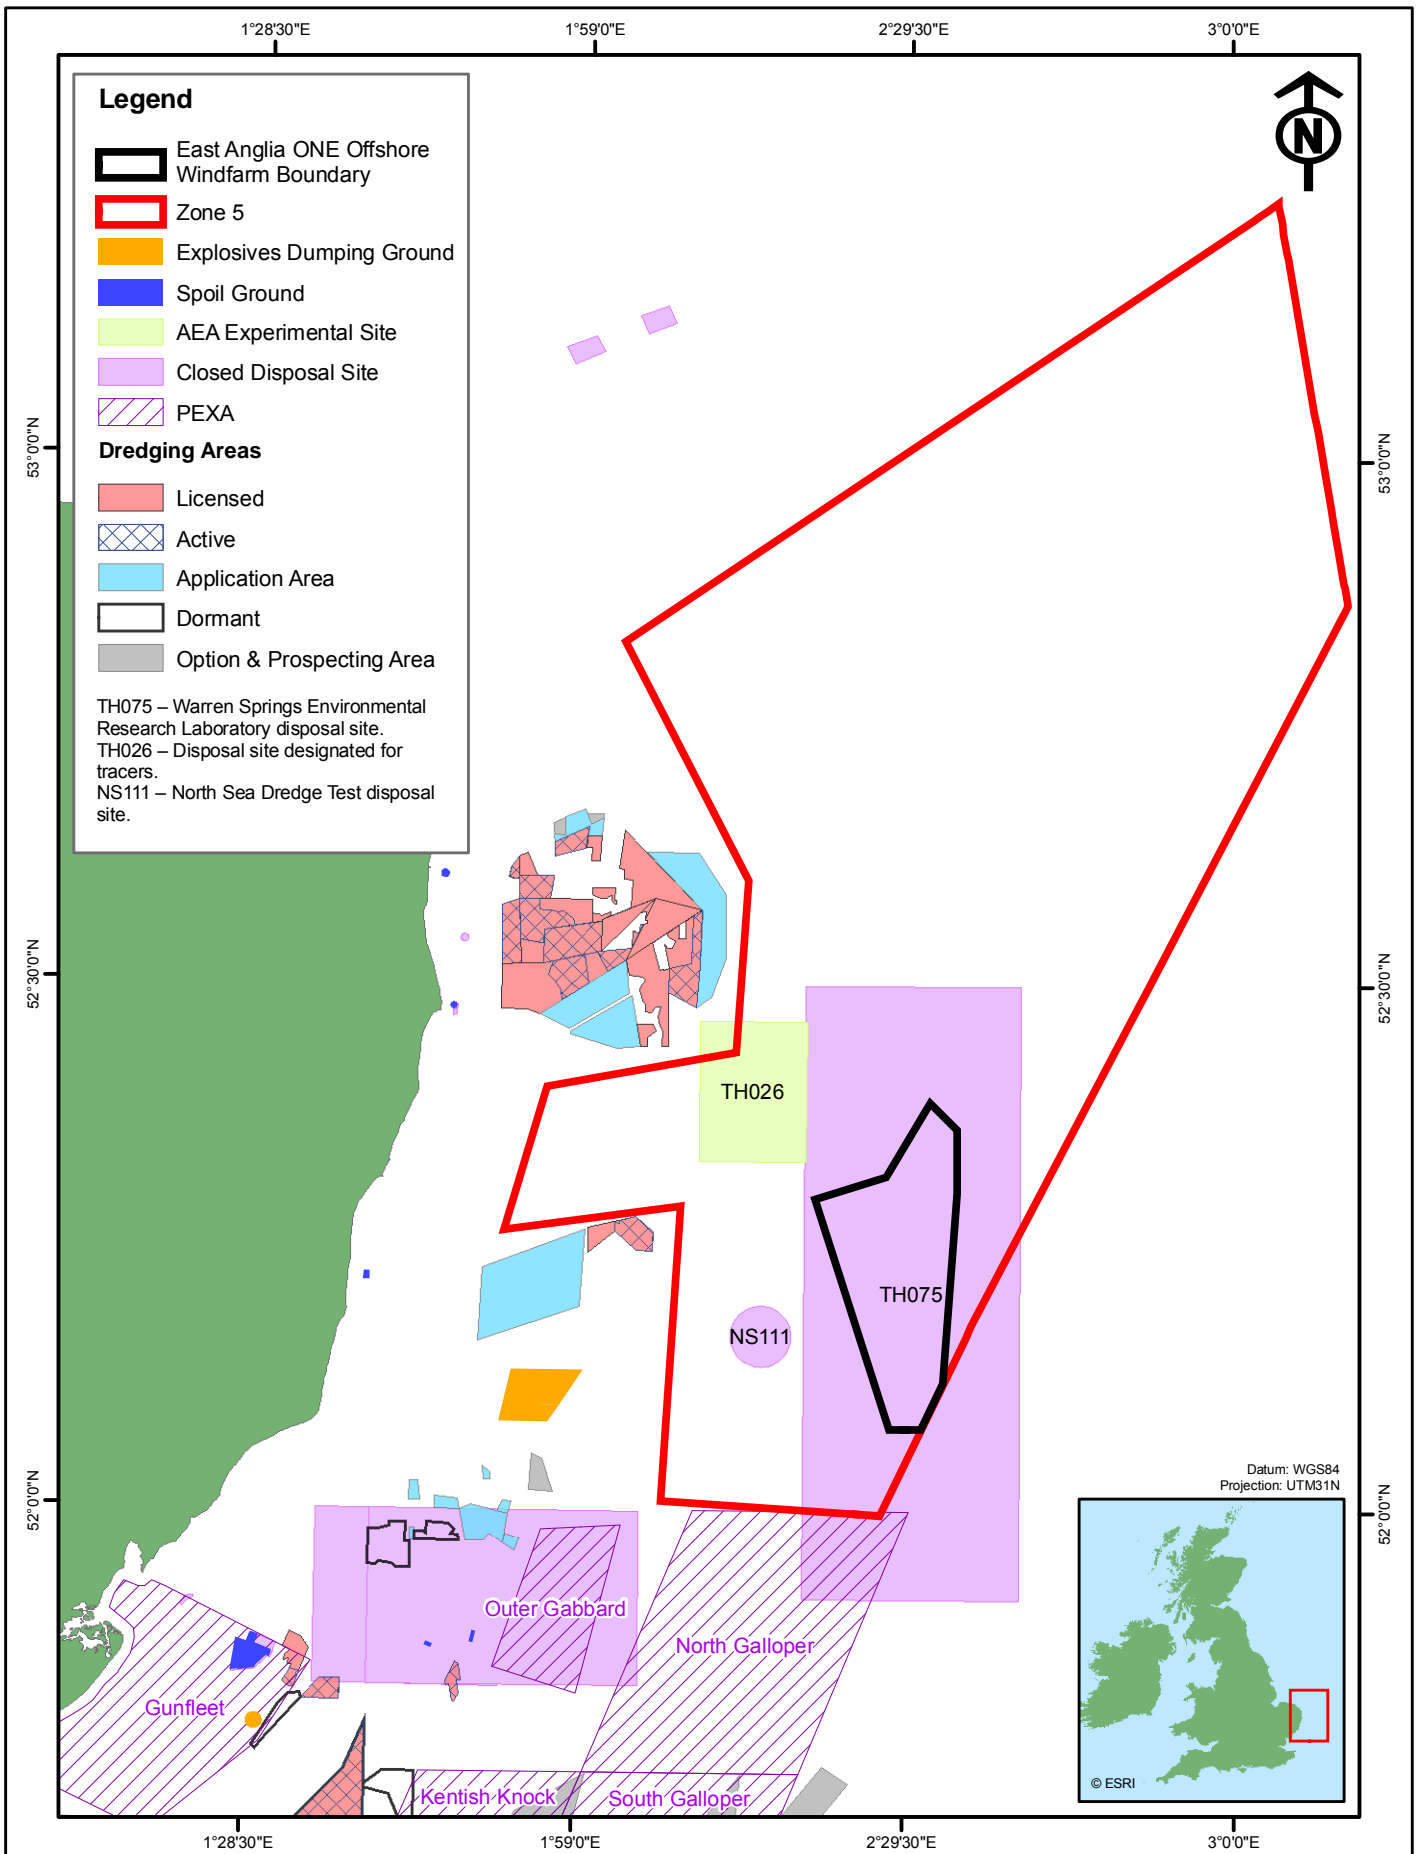 1°28'30"E
1°59'0"E
2°29'30"E
3°0'0"E
Legend
East Anglia ONE Offshore
Windfarm Boundary
Zone 5
Explosives Dumping Ground
Spoil Ground
AEA Experimental Site
Closed Disposal Site
PEXA
Dredging Areas
Licensed
Active
Application Area
Dormant
Option & Prospecting Area
TH075 – Warren Springs Environmental
Research Laboratory disposal site.
TH026 – Disposal site designated for
tracers.
NS111 – North Sea Dredge Test disposal
site.
N
53°0'0"N
53°0'0"N
52°30'0"N
52°30'0"N
TH026
TH075
NS111
52°0'0"N
52°0'0"N
Datum: WGS84
Projection: UTM31N
Outer Gabbard
North Galloper
Gunfleet
Kentish Knock
South Galloper
© ESRI
1°28'30"E
1°59'0"E
2°29'30"E
3°0'0"E